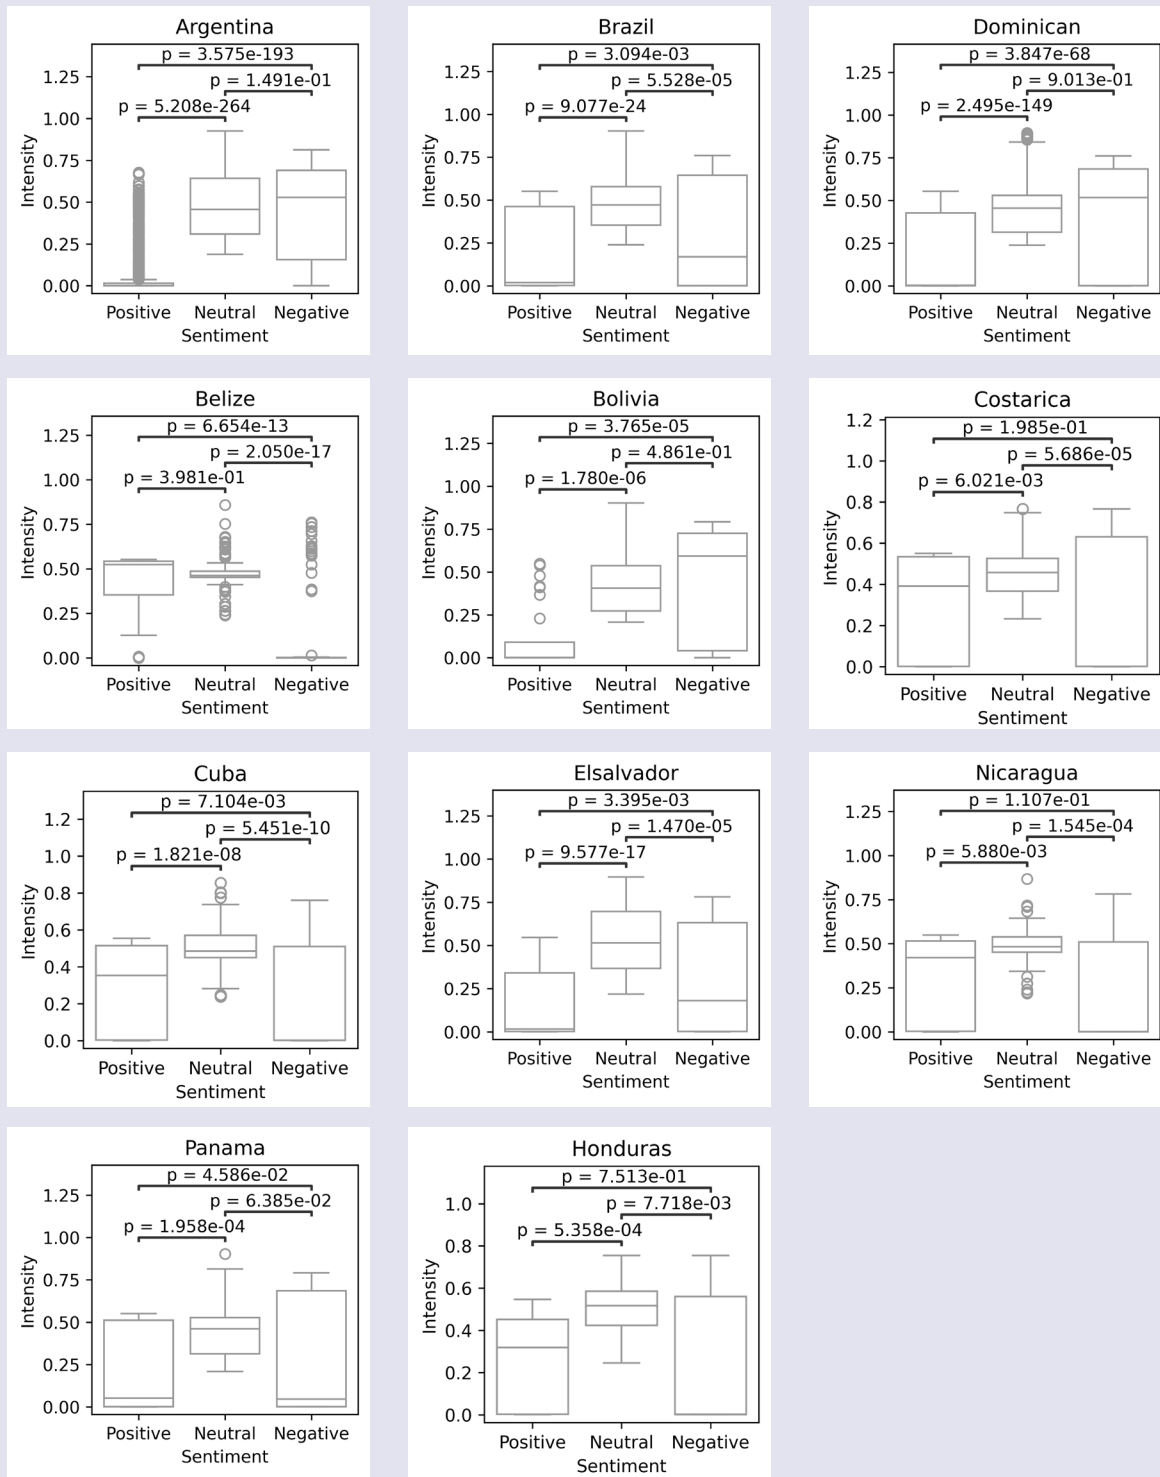 Argentina
p = 3.575e-193
p = 1.491e-01
p = 5.208e-264
1.25
1.00
0.75
0.50
0.25
0.00
Intensity
Positive Neutral Negative
Sentiment
Brazil
p = 3.094e-03
p = 5.528e-05
p = 9.077e-24
1.25
1.00
0.75
0.50
0.25
0.00
Intensity
Positive Neutral Negative
Sentiment
Dominican
p = 3.847e-68
p = 9.013e-01
p = 2.495e-149
1.25
1.00
0.75
0.50
0.25
0.00
Intensity
Positive Neutral Negative
Sentiment
Belize
p = 6.654e-13
p = 2.050e-17
p = 3.981e-01
1.25
1.00
0.75
0.50
0.25
0.00
Intensity
Positive Neutral Negative
Sentiment
Bolivia
p = 3.765e-05
p = 4.861e-01
p = 1.780e-06
1.25
1.00
0.75
0.50
0.25
0.00
Intensity
Positive Neutral Negative
Sentiment
Costarica
p = 1.985e-01
p = 5.686e-05
p = 6.021e-03
1.2
1.0
0.8
0.6
0.4
0.2
0.0
Intensity
Positive Neutral Negative
Sentiment
Cuba
p = 7.104e-03
p = 5.451e-10
p = 1.821e-08
1.2
1.0
0.8
0.6
0.4
0.2
0.0
Intensity
Positive Neutral Negative
Sentiment
Elsalvador
p = 3.395e-03
p = 1.470e-05
p = 9.577e-17
1.25
1.00
0.75
0.50
0.25
0.00
Intensity
Positive Neutral Negative
Sentiment
Nicaragua
p = 1.107e-01
p = 1.545e-04
p = 5.880e-03
1.25
1.00
0.75
0.50
0.25
0.00
Intensity
Positive Neutral Negative
Sentiment
Panama
p = 4.586e-02
p = 6.385e-02
p = 1.958e-04
1.25
1.00
0.75
0.50
0.25
0.00
Intensity
Positive Neutral Negative
Sentiment
Honduras
p = 7.513e-01
p = 7.718e-03
p = 5.358e-04
1.0
0.8
0.6
0.4
0.2
0.0
Intensity
Positive Neutral Negative
Sentiment